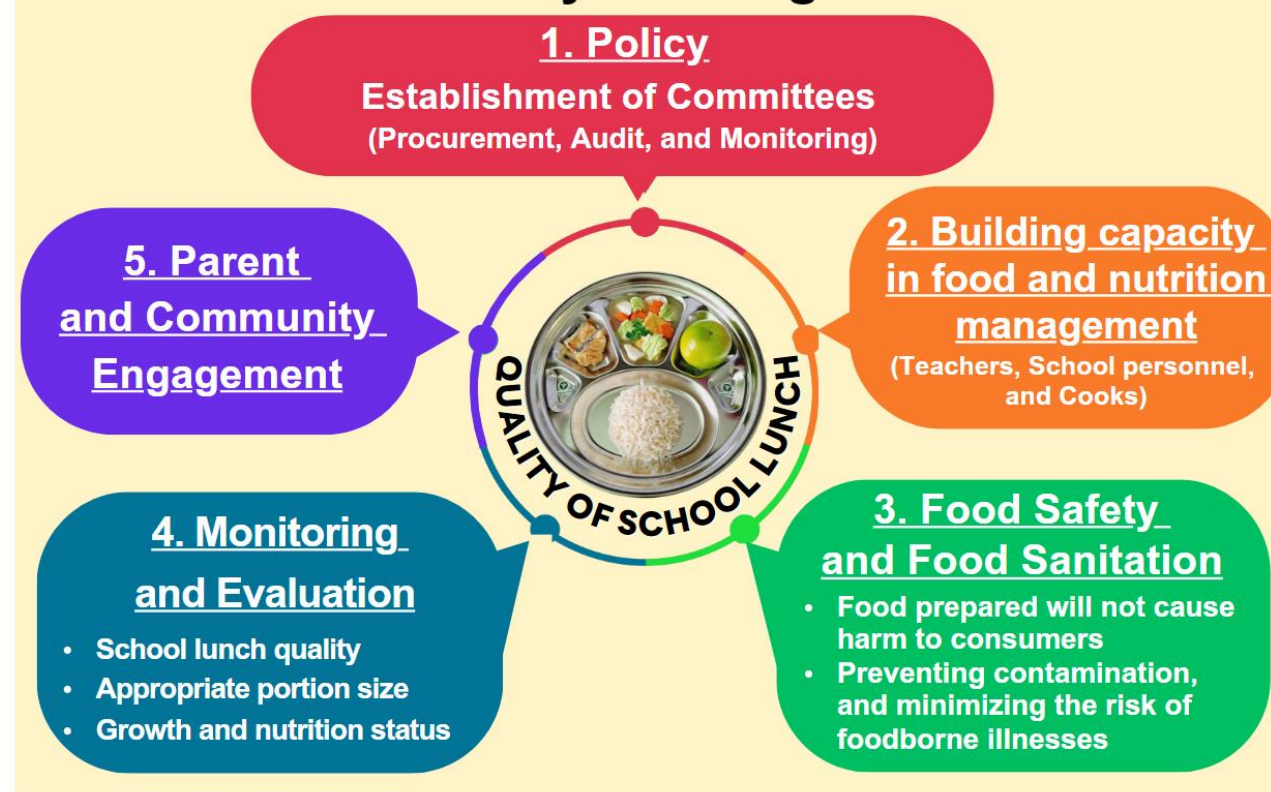 1. Policy
Establishment of Committees
(Procurement, Audit, and Monitoring)
2. Building capacity
in food and nutrition
management
(Teachers, School personnel,
and Cooks)
3. Food Safety
and Food Sanitation
• Food prepared will not cause
harm to consumers
• Preventing contamination,
and minimizing the risk of
foodborne illnesses
4. Monitoring
and Evaluation
• School lunch quality
• Appropriate portion size
• Growth and nutrition status
5. Parent
and Community
Engagement
QUALITY OF SCHOOL LUNCH